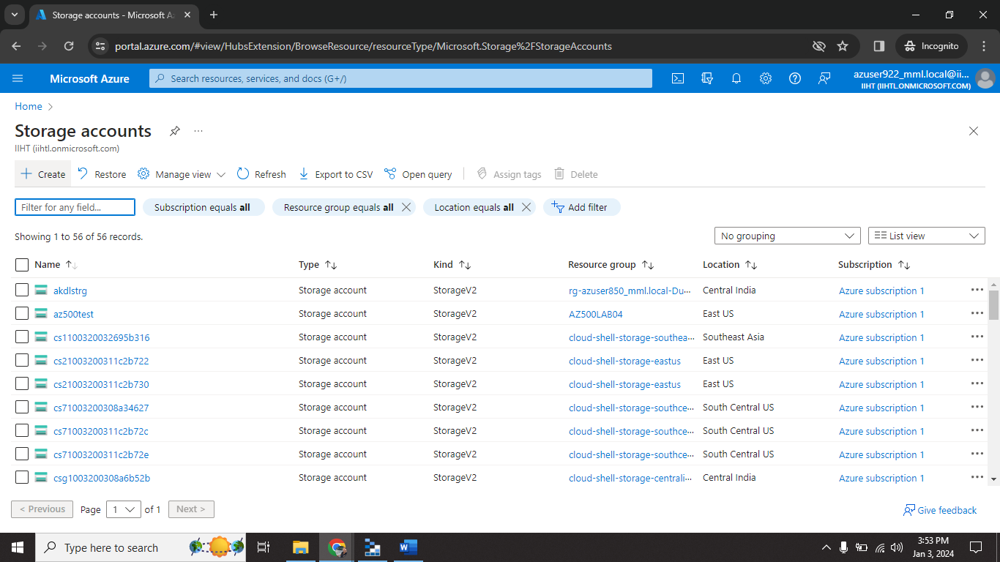 Storage accounts - Microsoft Az
portal.azure.com/#view/HubsExtension/BrowseResource/resourceType/Microsoft.Storage%2FStorageAccounts
Incognito
Microsoft Azure
Search resources, services, and docs (G+/)
azuser922_mml.local@ii...
IIHT (IIHTL.ONMICROSOFT.COM)
Home
Storage accounts
IIHT (iihtl.onmicrosoft.com)
Create Restore Manage view Refresh Export to CSV Open query Assign tags Delete
Filter for any field... Subscription equals all Resource group equals all Location equals all Add filter
Showing 1 to 56 of 56 records. No grouping List view
Name Type Kind Resource group Location Subscription
akdlstrg Storage account StorageV2 rg-azuser850_mml.local-Du... Central India Azure subscription 1
az500test Storage account StorageV2 AZ500LAB04 East US Azure subscription 1
cs1100320032695b316 Storage account StorageV2 cloud-shell-storage-southea... Southeast Asia Azure subscription 1
cs21003200311c2b722 Storage account StorageV2 cloud-shell-storage-eastus East US Azure subscription 1
cs21003200311c2b730 Storage account StorageV2 cloud-shell-storage-eastus East US Azure subscription 1
cs71003200308a34627 Storage account StorageV2 cloud-shell-storage-southce... South Central US Azure subscription 1
cs71003200311c2b72c Storage account StorageV2 cloud-shell-storage-southce... South Central US Azure subscription 1
cs71003200311c2b72e Storage account StorageV2 cloud-shell-storage-southce... South Central US Azure subscription 1
csg1003200308a6b52b Storage account StorageV2 cloud-shell-storage-centrali... Central India Azure subscription 1
< Previous Page 1 of 1 Next >
Give feedback
Type here to search
3:53 PM
Jan 3, 2024